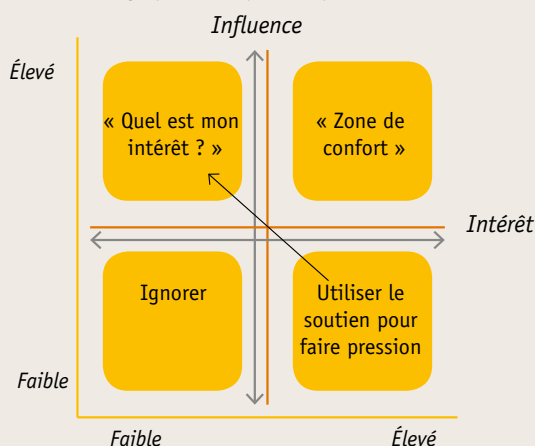 Influence
Élevé
« Quel est mon
intérêt ? »
« Zone de
confort »
Intérêt
Ignorer
Utiliser le
soutien pour
faire pression
Faible
Faible
Élevé